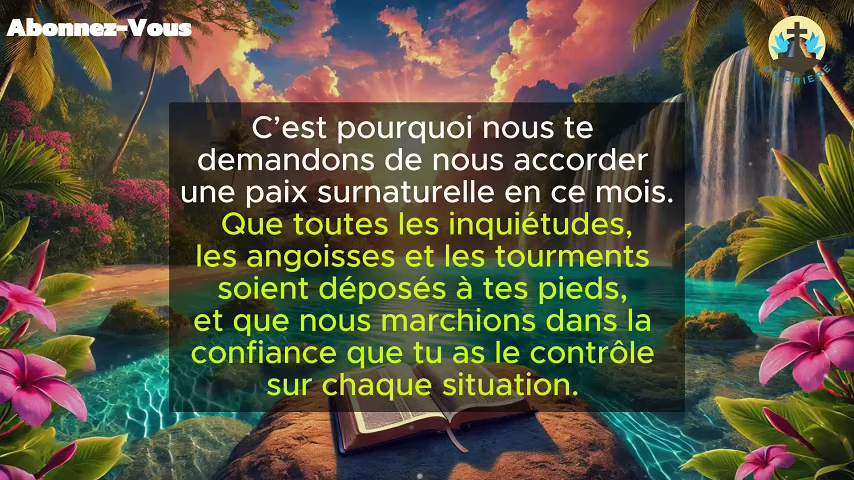 Abonnez-Vous
C'est pourquoi nous te
demandons de nous accorder
une paix surnaturelle en ce mois.
Que toutes les inquiétudes,
les angoisses et les tourments
soient déposés à tes pieds,
et que nous marchions dans la
confiance que tu as le contrôle
sur chaque situation.